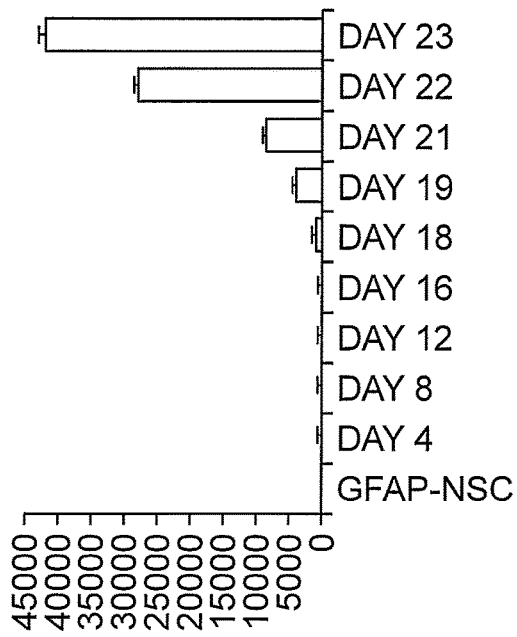 DAY 23
DAY 22
DAY 21
DAY 19
DAY 18
DAY 16
DAY 12
DAY 8
DAY 4
GFAP-NSC
45000
40000
35000
30000
25000
20000
15000
10000
5000
0